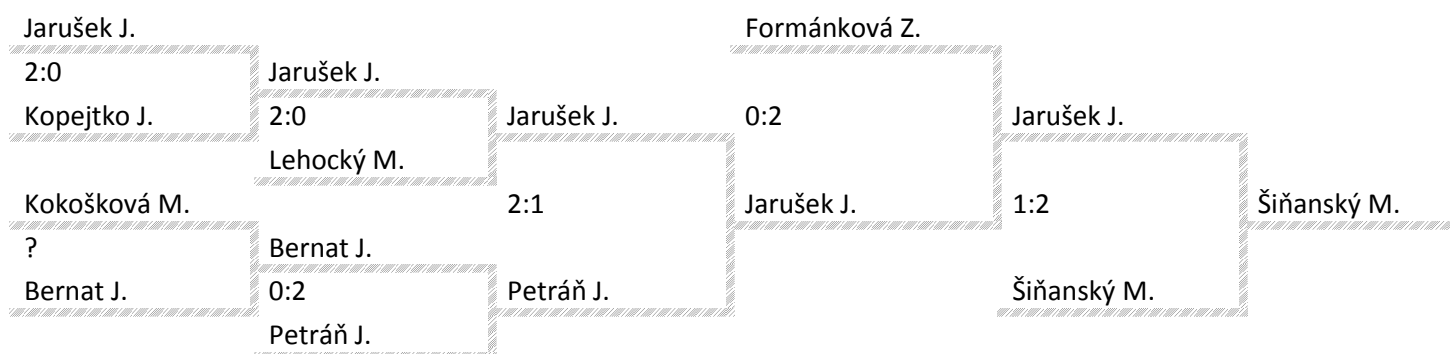 Jarušek J. Formánková Z.
2:0 Jarušek J.
Kopejtko J. 2:0 Jarušek J. 0:2 Jarušek J.
Lehocký M.
Kokošková M. 2:1 Jarušek J. 1:2 Šiňanský M.
? Bernat J.
Bernat J. 0:2 Petráň J. Šiňanský M.
Petráň J.